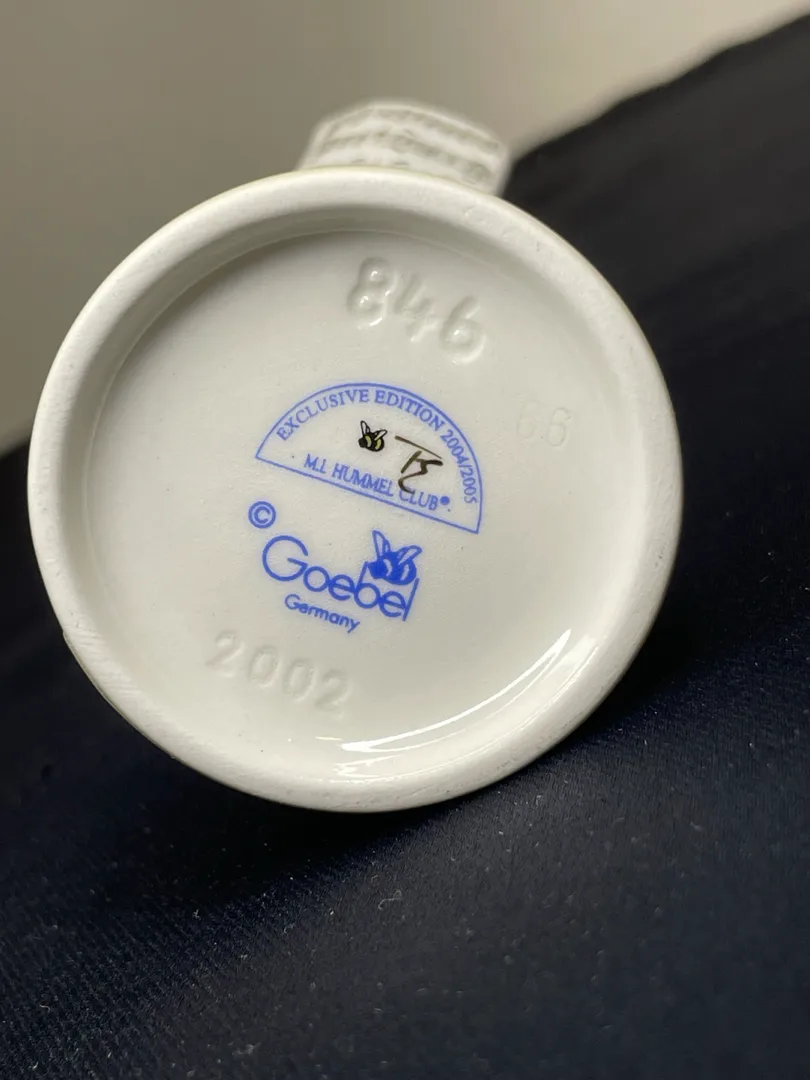 846
66
EXCLUSIVE EDITION 2004/2005
M.I. HUMMEL CLUB®.
©
Goebel
Germany
2002